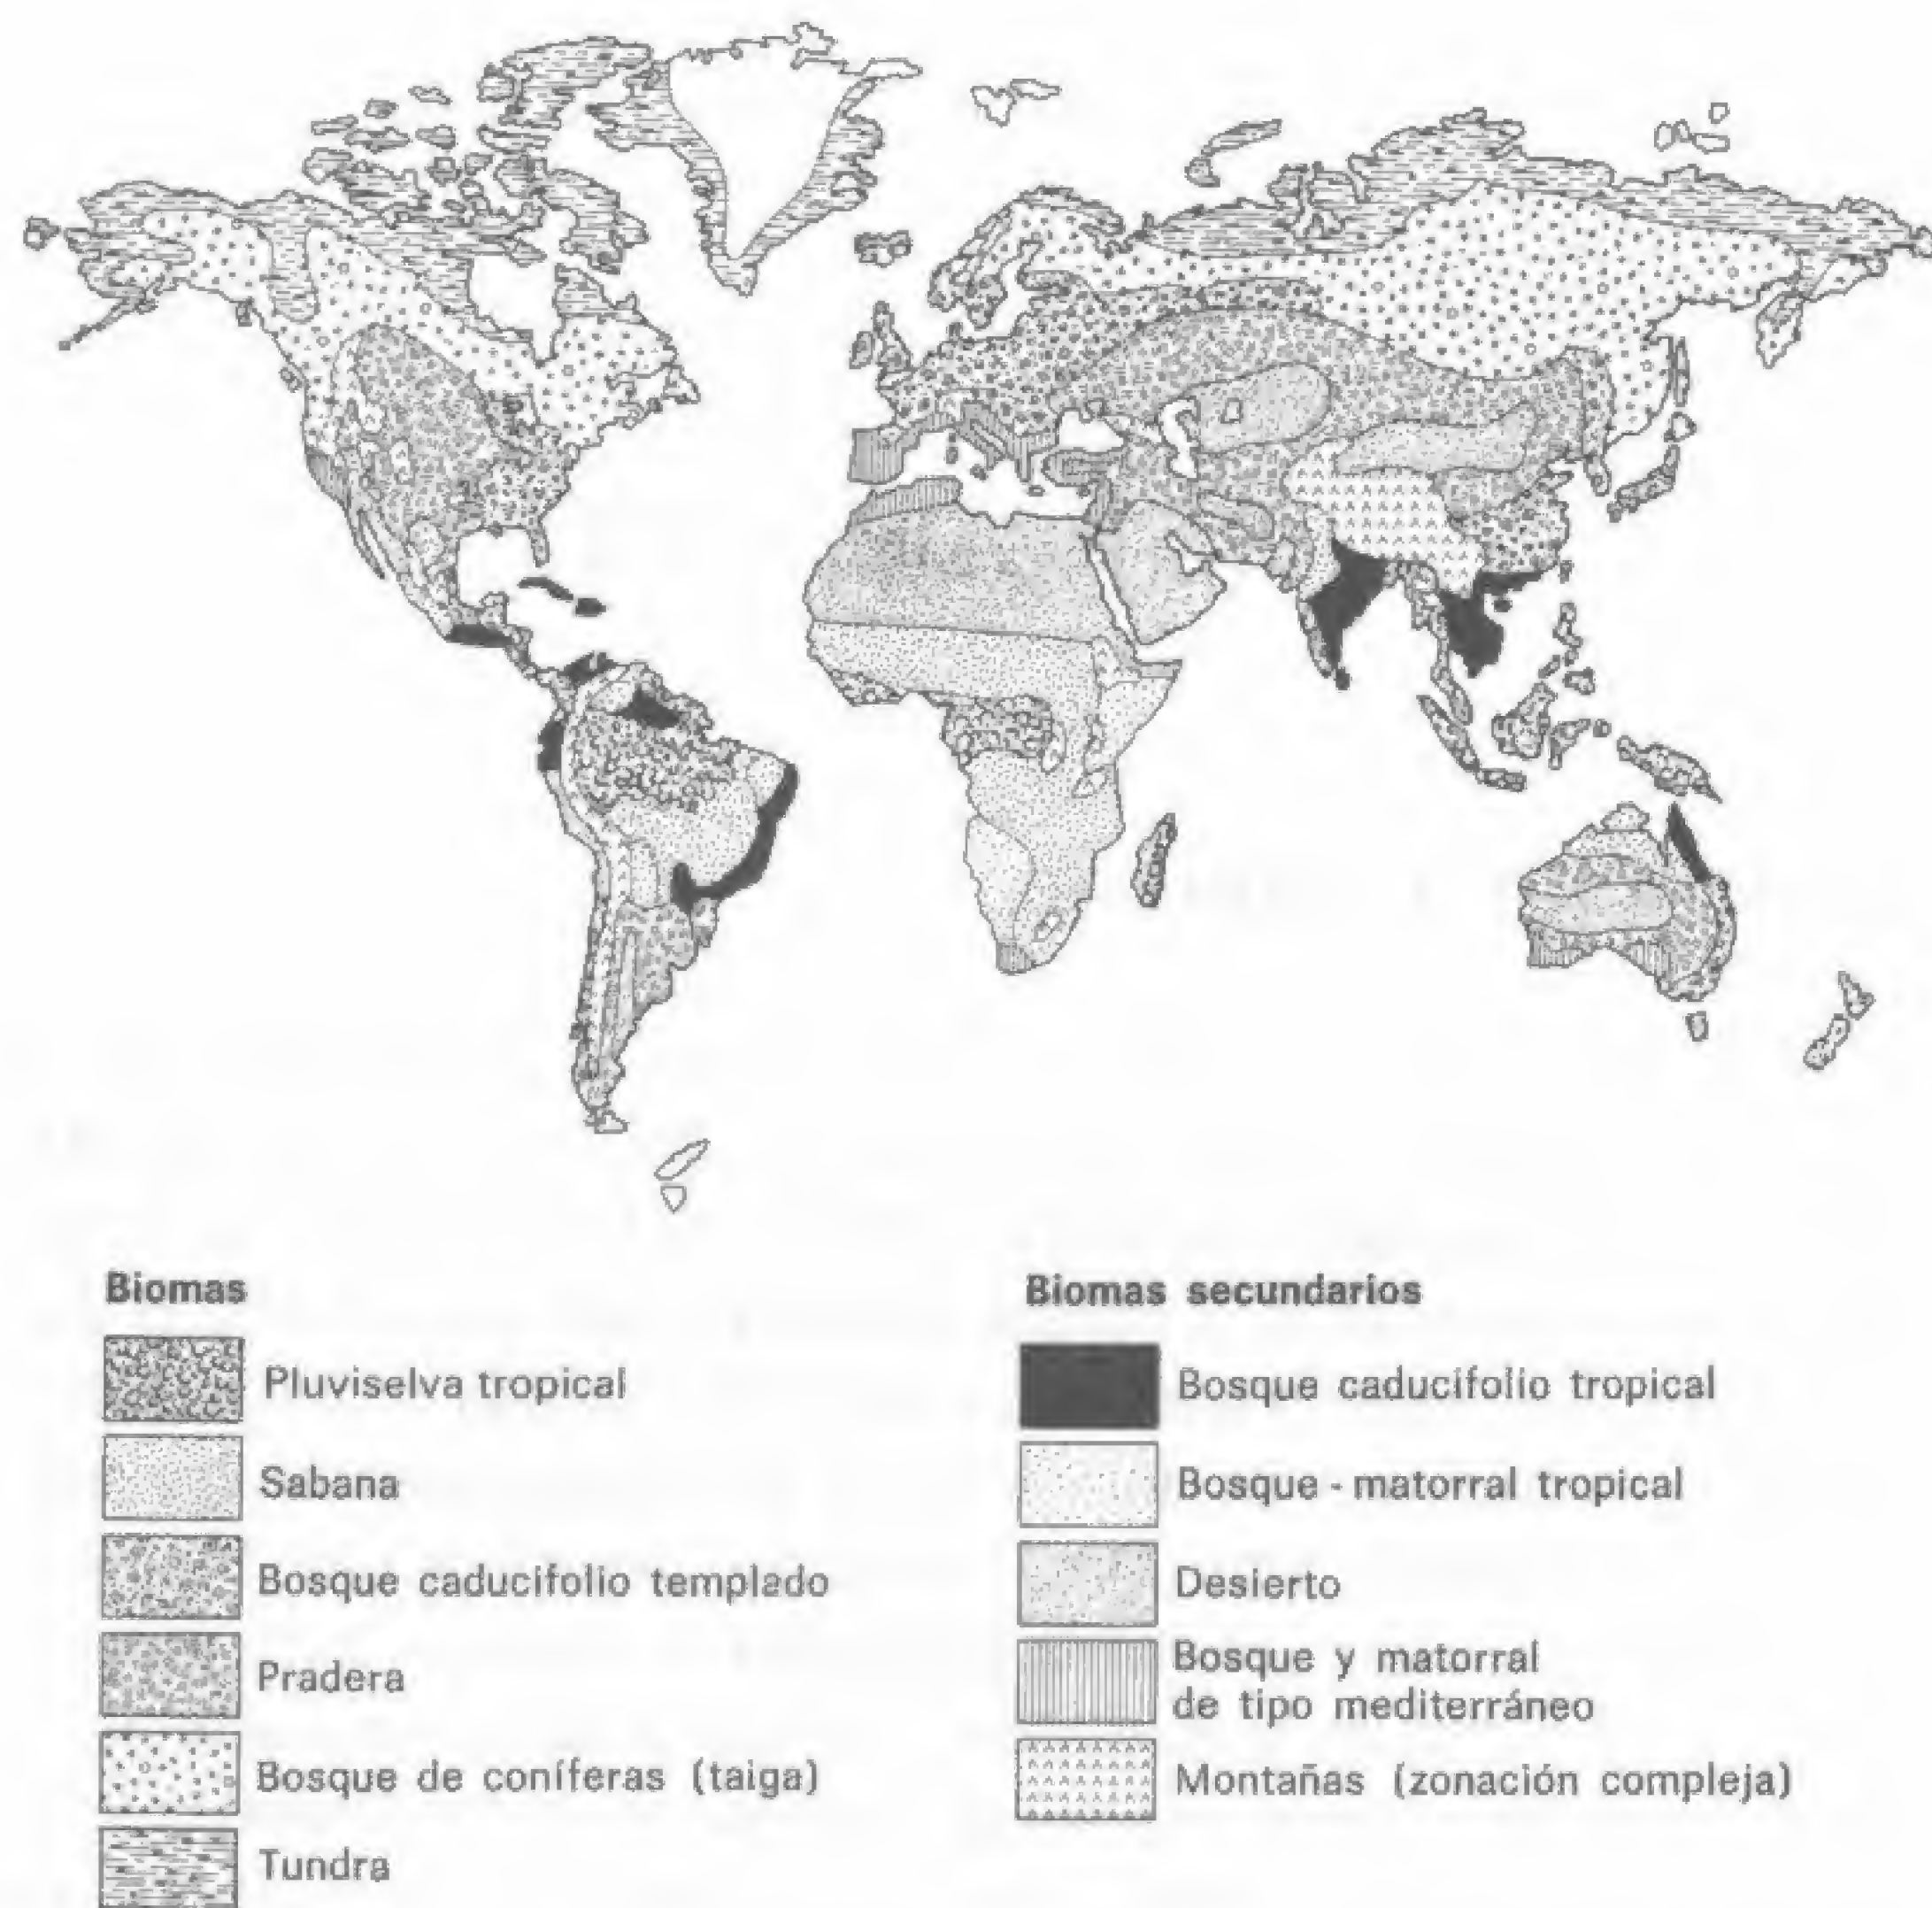 Biomas
Pluviselva tropical
Sabana
Bosque caducifolio templado
Pradera
Bosque de coníferas (taiga)
Tundra
Biomas secundarios
Bosque caducifolio tropical
Bosque - matorral tropical
Desierto
Bosque y matorral
de tipo mediterráneo
Montañas (zonación compleja)